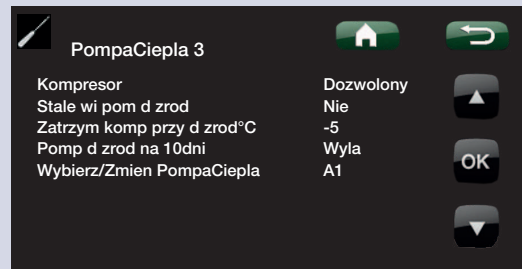 PompaCiepla 3
Kompresor Dozwolony
Stale wi pom d zrod Nie
Zatrzym komp przy d zrod°C -5
Pomp d zrod na 10dni Wyla
Wybierz/Zmien PompaCiepla A1
OK